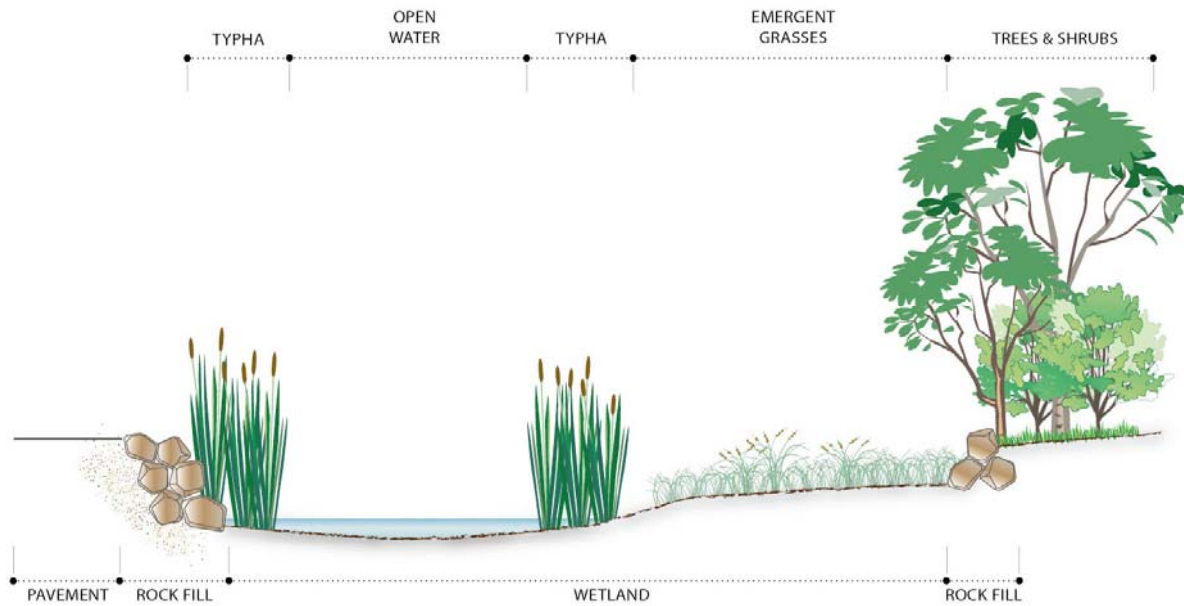 TYPHA
OPEN
WATER
TYPHA
EMERGENT
GRASSES
TREES & SHRUBS
PAVEMENT
ROCK FILL
WETLAND
ROCK FILL